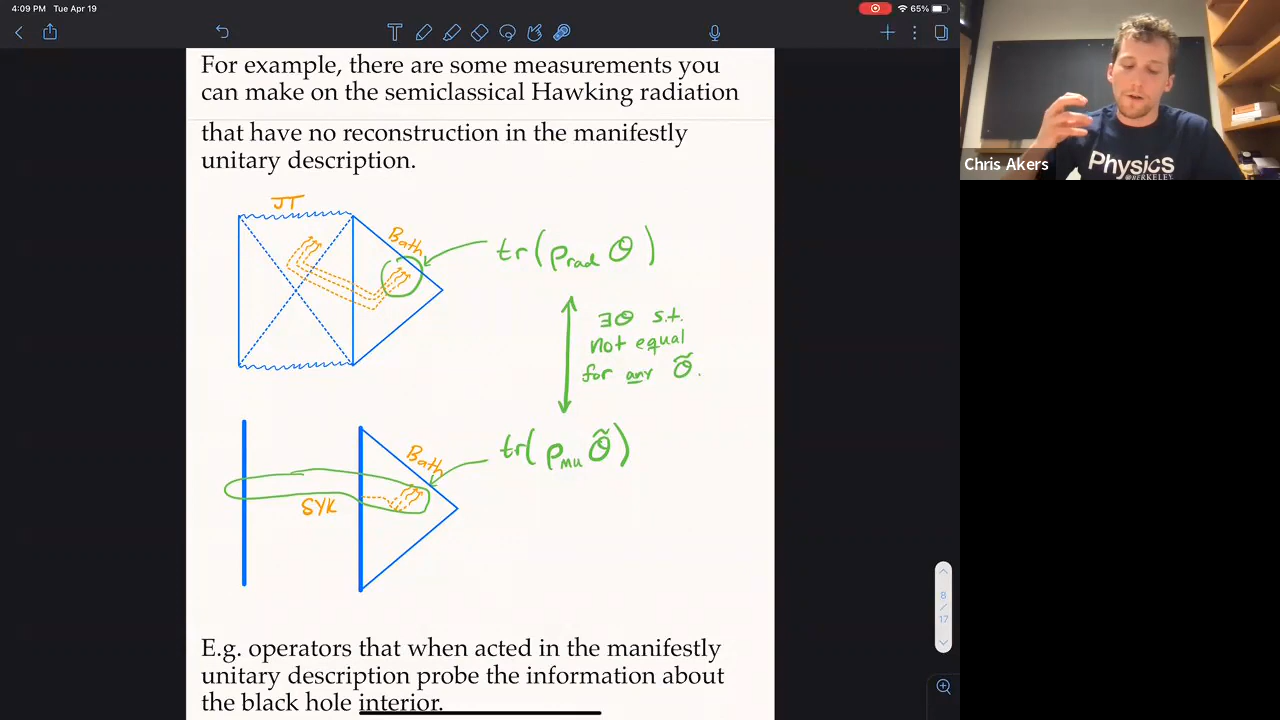 4:09 PM Tue Apr 19
65%
For example, there are some measurements you
can make on the semiclassical Hawking radiation
that have no reconstruction in the manifestly
unitary description.
JT
Bath
tr(ρrad Θ)
∃Θ s.t.
not equal
for any Θ̃.
Bath
tr(ρMU Θ̃)
SYK
E.g. operators that when acted in the manifestly
unitary description probe the information about
the black hole interior.
8
/
17
Chris Akers
Physics
@BERKELEY